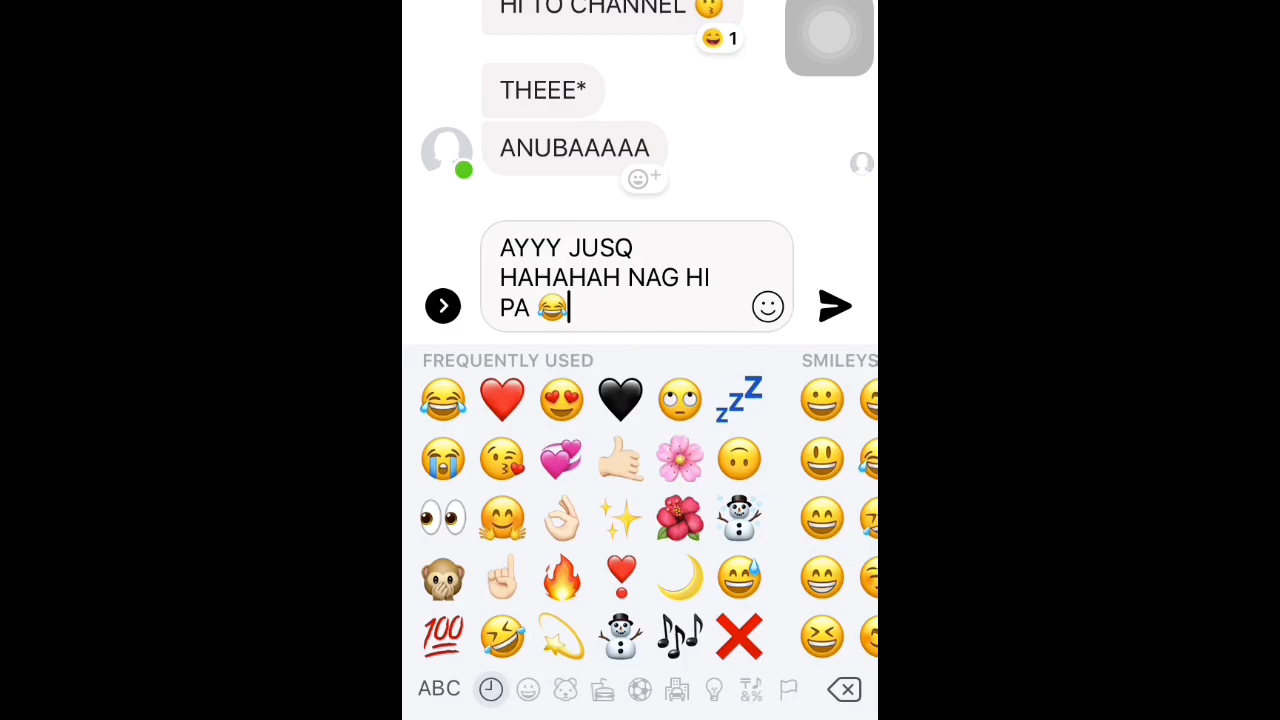 HI TO CHANNEL 😗
😄 1
THEEE*
ANUBAAAAA
AYYY JUSQ
HAHAHAH NAG HI
PA 😂
FREQUENTLY USED
SMILEYS
ABC